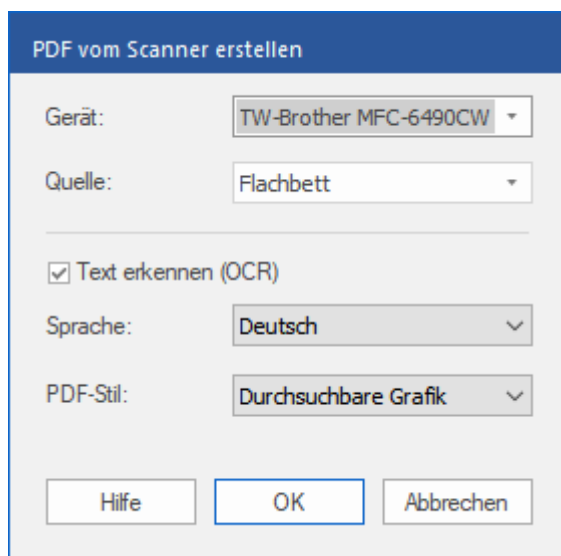 PDF vom Scanner erstellen
Gerät: TW-Brother MFC-6490CW
Quelle: Flachbett
Text erkennen (OCR)
Sprache: Deutsch
PDF-Stil: Durchsuchbare Grafik
Hilfe OK Abbrechen